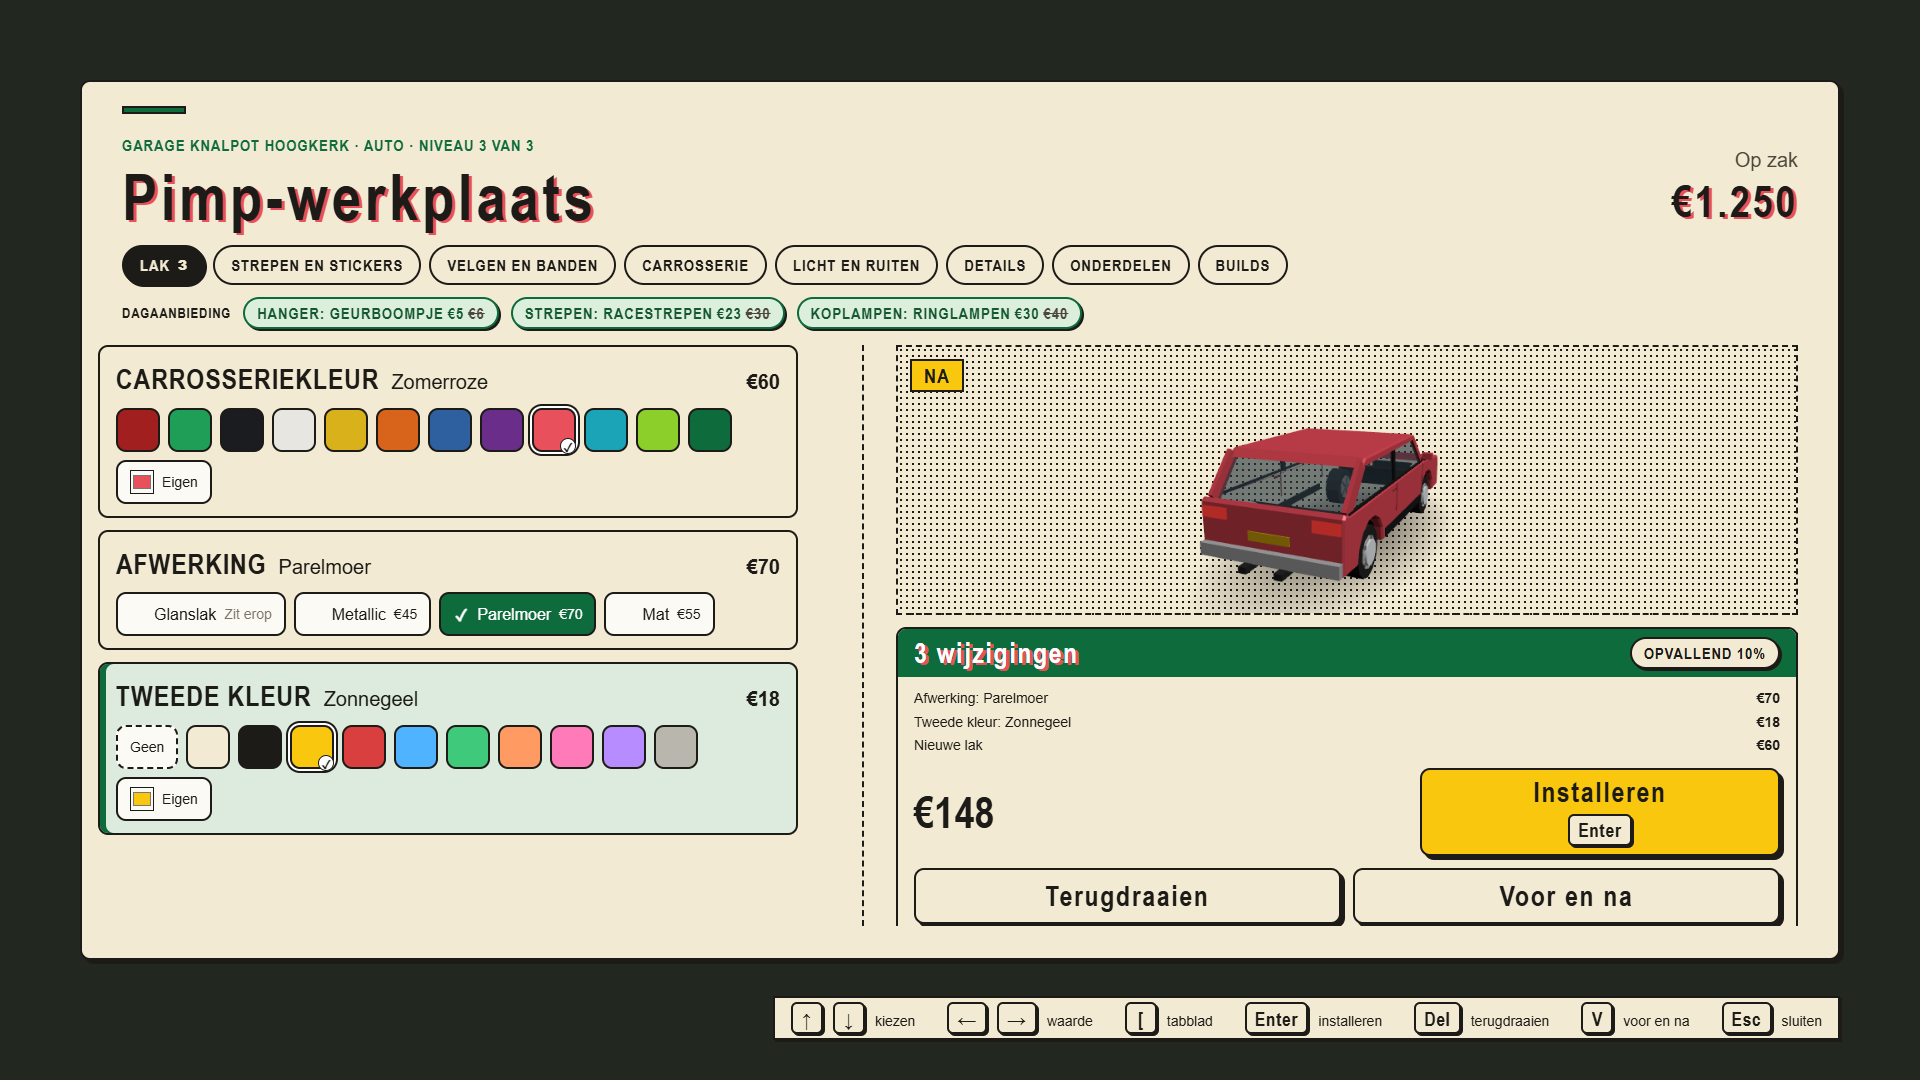 GARAGE KNALPOT HOOGKERK · AUTO · NIVEAU 3 VAN 3
Pimp-werkplaats
Op zak
€1.250
LAK 3
STREPEN EN STICKERS
VELGEN EN BANDEN
CARROSSERIE
LICHT EN RUITEN
DETAILS
ONDERDELEN
BUILDS
DAGAANBIEDING
HANGER: GEURBOOMPJE €5 €6
STREPEN: RACESTREPEN €23 €30
KOPLAMPEN: RINGLAMPEN €30 €40
CARROSSERIEKLEUR Zomerroze €60
Eigen
AFWERKING Parelmoer €70
Glanslak Zit erop
Metallic €45
✓ Parelmoer €70
Mat €55
TWEEDE KLEUR Zonnegeel €18
Geen
Eigen
NA
3 wijzigingen
OPVALLEND 10%
Afwerking: Parelmoer €70
Tweede kleur: Zonnegeel €18
Nieuwe lak €60
€148
Installeren
Enter
Terugdraaien
Voor en na
↑ ↓ kiezen
← → waarde
[ tabblad
Enter installeren
Del terugdraaien
V voor en na
Esc sluiten